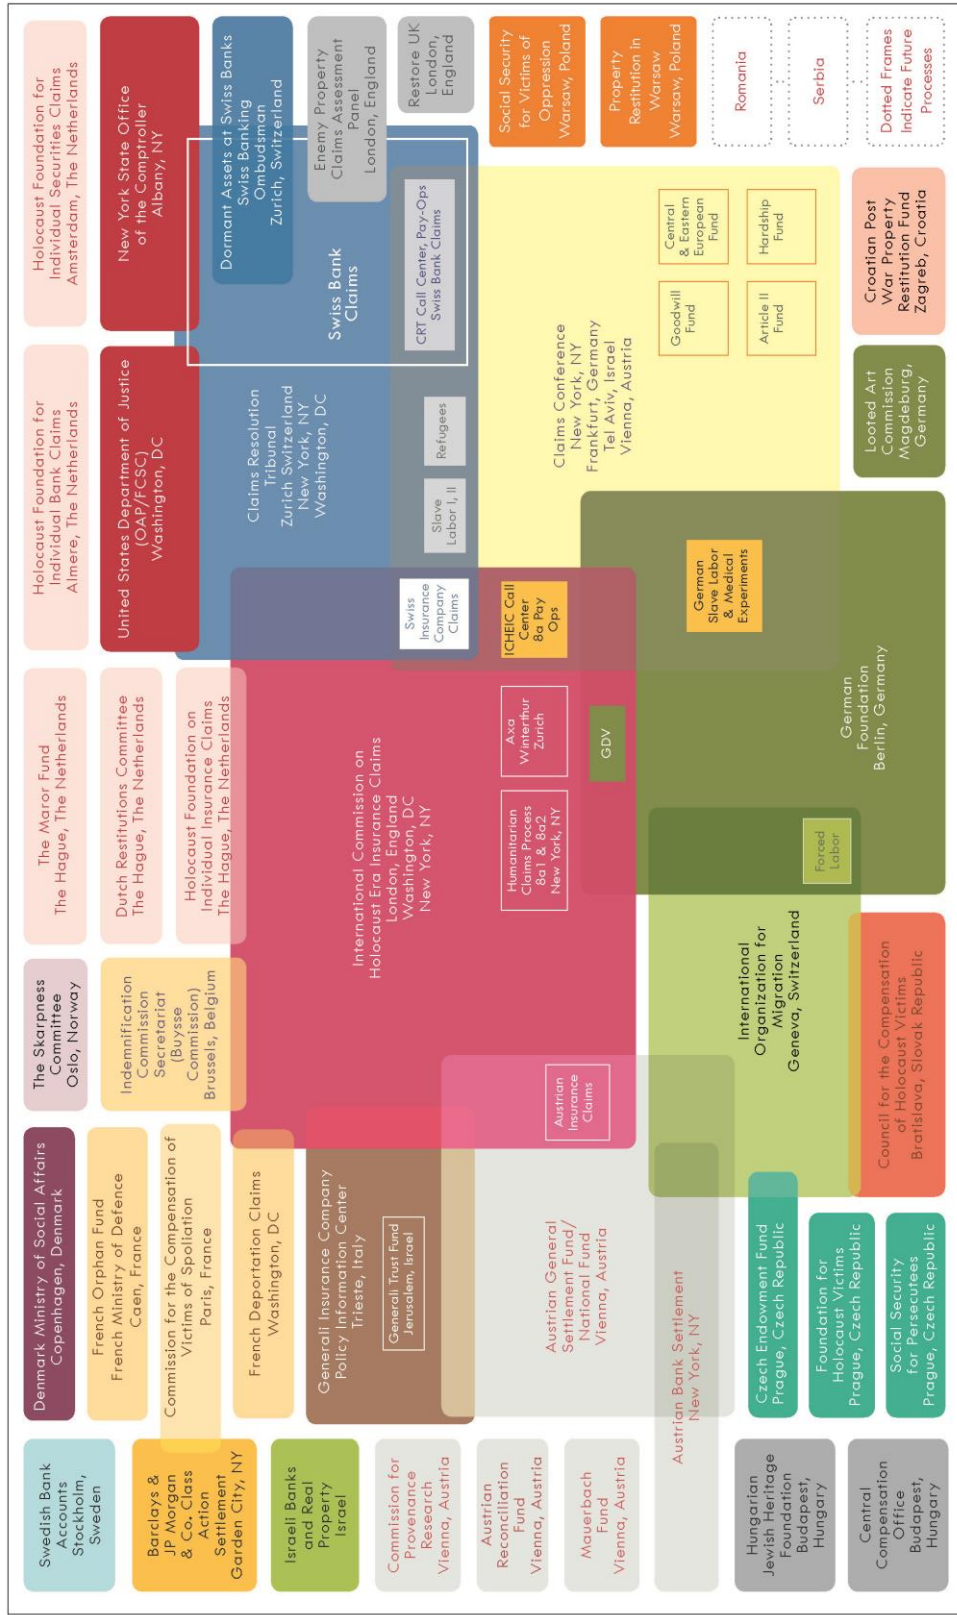 Swedish Bank
Accounts
Stockholm,
Sweden
Denmark Ministry of Social Affairs
Copenhagen, Denmark
The Skarpness
Committee
Oslo, Norway
The Maror Fund
The Hague, The Netherlands
Holocaust Foundation for
Individual Bank Claims
Almere, The Netherlands
Holocaust Foundation for
Individual Securities Claims
Amsterdam, The Netherlands
Barclays &
JP Morgan
& Co. Class
Action
Settlement
Garden City, NY
French Orphan Fund
French Ministry of Defence
Caen, France
Commission for the Compensation of
Victims of Spoliation
Paris, France
Indemnification
Commission
Secretariat
(Buysse
Commission)
Brussels, Belgium
Dutch Restitutions Committee
The Hague, The Netherlands
Holocaust Foundation on
Individual Insurance Claims
The Hague, The Netherlands
United States Department of Justice
(OAP/FCSC)
Washington, DC
New York State Office
of the Comptroller
Albany, NY
Israeli Banks
and Real
Property
Israel
French Deportation Claims
Washington, DC
Generali Insurance Company
Policy Information Center
Trieste, Italy
Generali Trust Fund
Jerusalem, Israel
International Commission on
Holocaust Era Insurance Claims
London, England
Washington, DC
New York, NY
Claims Resolution
Tribunal
Zurich Switzerland
New York, NY
Washington, DC
Dormant Assets at Swiss Banks
Swiss Banking
Ombudsman
Zurich, Switzerland
Swiss Bank
Claims
Enemy Property
Claims Assessment
Panel
London, England
Restore UK
London,
England
Swiss
Insurance
Company
Claims
Slave
Labor I, II
Refugees
CRT Call Center, Pay-Ops
Swiss Bank Claims
Commission for
Provenance
Research
Vienna, Austria
Austrian
Reconciliation
Fund
Vienna, Austria
Mauerbach
Fund
Vienna, Austria
Austrian General
Settlement Fund/
National Fund
Vienna, Austria
Austrian
Insurance
Claims
Humanitarian
Claims Process
8a1 & 8a2
New York, NY
Axa
Winterthur
Zurich
ICHEIC Call
Center
8a Pay
Ops
GDV
Claims Conference
New York, NY
Frankfurt, Germany
Tel Aviv, Israel
Vienna, Austria
Social Security
for Victims of
Oppression
Warsaw, Poland
Property
Restitution in
Warsaw
Warsaw, Poland
Goodwill
Fund
Central
& Eastern
European
Fund
Article II
Fund
Hardship
Fund
German
Slave Labor
& Medical
Experiments
Austrian Bank Settlement
New York, NY
International
Organization for
Migration
Geneva, Switzerland
Forced
Labor
German
Foundation
Berlin, Germany
Romania
Serbia
Hungarian
Jewish Heritage
Foundation
Budapest,
Hungary
Central
Compensation
Office
Budapest,
Hungary
Czech Endowment Fund
Prague, Czech Republic
Foundation for
Holocaust Victims
Prague, Czech Republic
Social Security
for Persecutees
Prague, Czech Republic
Council for the Compensation
of Holocaust Victims
Bratislava, Slovak Republic
Looted Art
Commission
Magdeburg,
Germany
Croatian Post
War Property
Restitution Fund
Zagreb, Croatia
Dotted Frames
Indicate Future
Processes